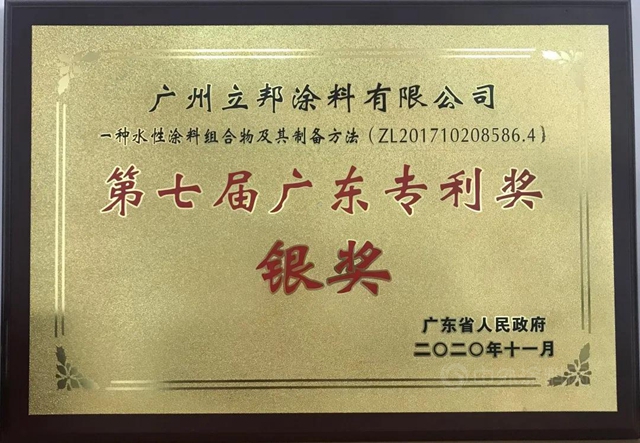 广州立邦涂料有限公司
一种水性涂料组合物及其制备方法（ZL201710208586.4）
第七届广东专利奖
银奖
广东省人民政府
二〇二〇年十一月